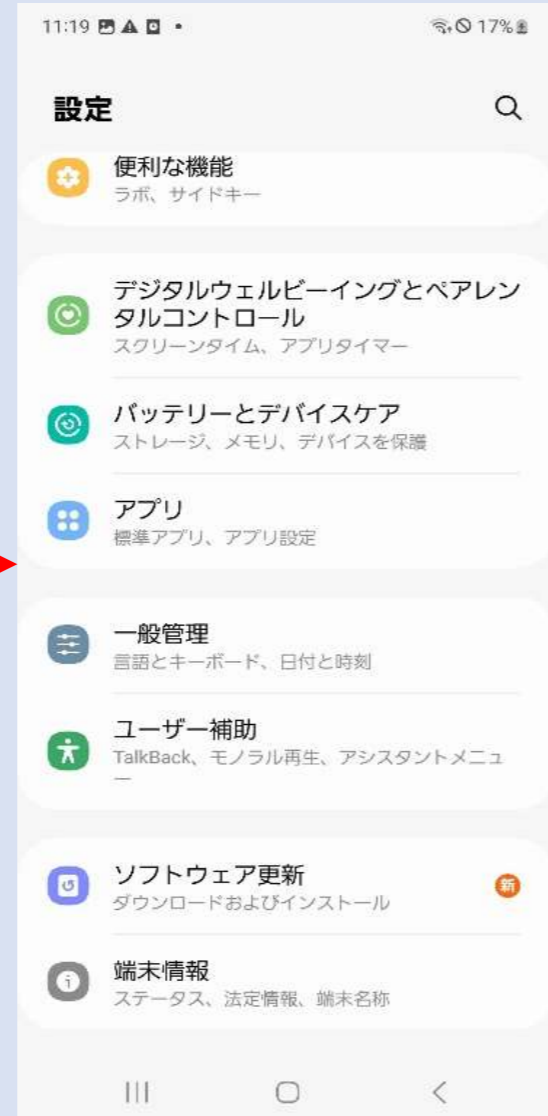 11:19 17%
設定
便利な機能
ラボ、サイドキー
デジタルウェルビーイングとペアレン
タルコントロール
スクリーンタイム、アプリタイマー
バッテリーとデバイスケア
ストレージ、メモリ、デバイスを保護
アプリ
標準アプリ、アプリ設定
一般管理
言語とキーボード、日付と時刻
ユーザー補助
TalkBack、モノラル再生、アシスタントメニュ
ー
ソフトウェア更新 新
ダウンロードおよびインストール
端末情報
ステータス、法定情報、端末名称